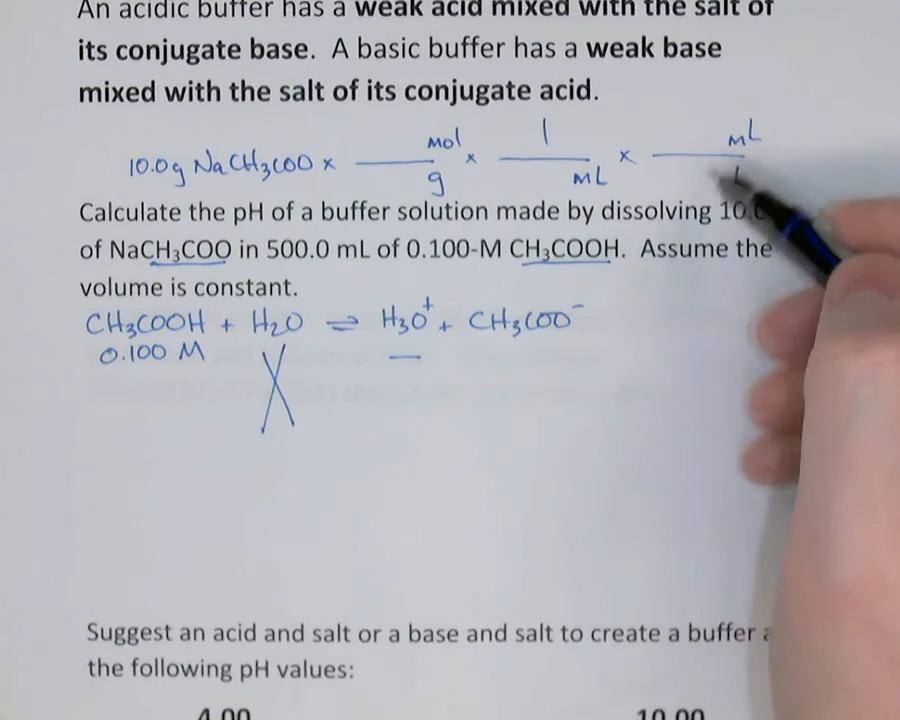 An acidic buffer has a weak acid mixed with the salt of
its conjugate base. A basic buffer has a weak base
mixed with the salt of its conjugate acid.
10.0g NaCH₃COO x mol/g x 1/mL x mL/L
Calculate the pH of a buffer solution made by dissolving 10.0
of NaCH₃COO in 500.0 mL of 0.100-M CH₃COOH. Assume the
volume is constant.
CH₃COOH + H₂O ⇌ H₃O⁺ + CH₃COO⁻
0.100 M X —
Suggest an acid and salt or a base and salt to create a buffer
the following pH values:
4.00 10.00